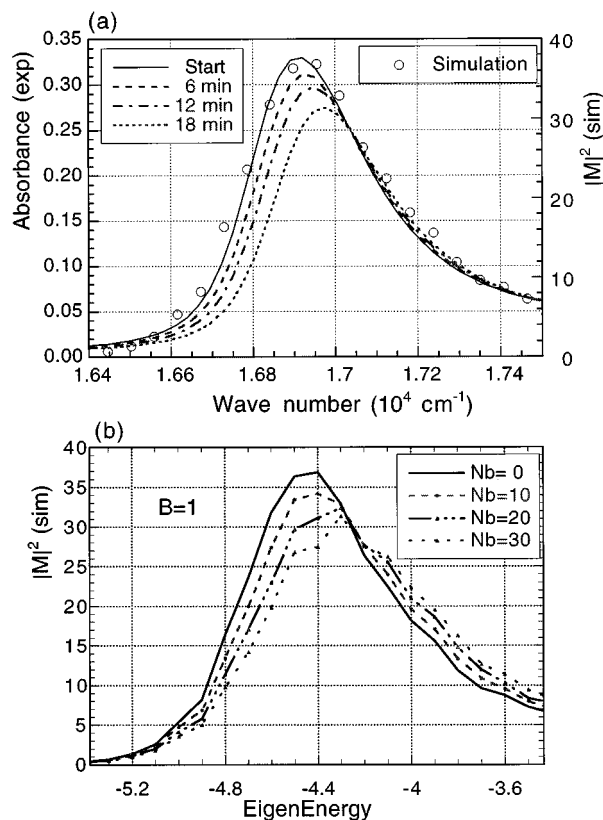 (a)
Absorbance (exp)
0.35
0.30
0.25
0.20
0.15
0.10
0.05
0.00
Start
6 min
12 min
18 min
Simulation
40
30
20
10
0
|M|² (sim)
1.64 1.66 1.68 1.7 1.72 1.74
Wave number (10⁴ cm⁻¹)
(b)
|M|² (sim)
40
35
30
25
20
15
10
5
0
B=1
Nb= 0
Nb=10
Nb=20
Nb=30
-5.2 -4.8 -4.4 -4 -3.6
EigenEnergy